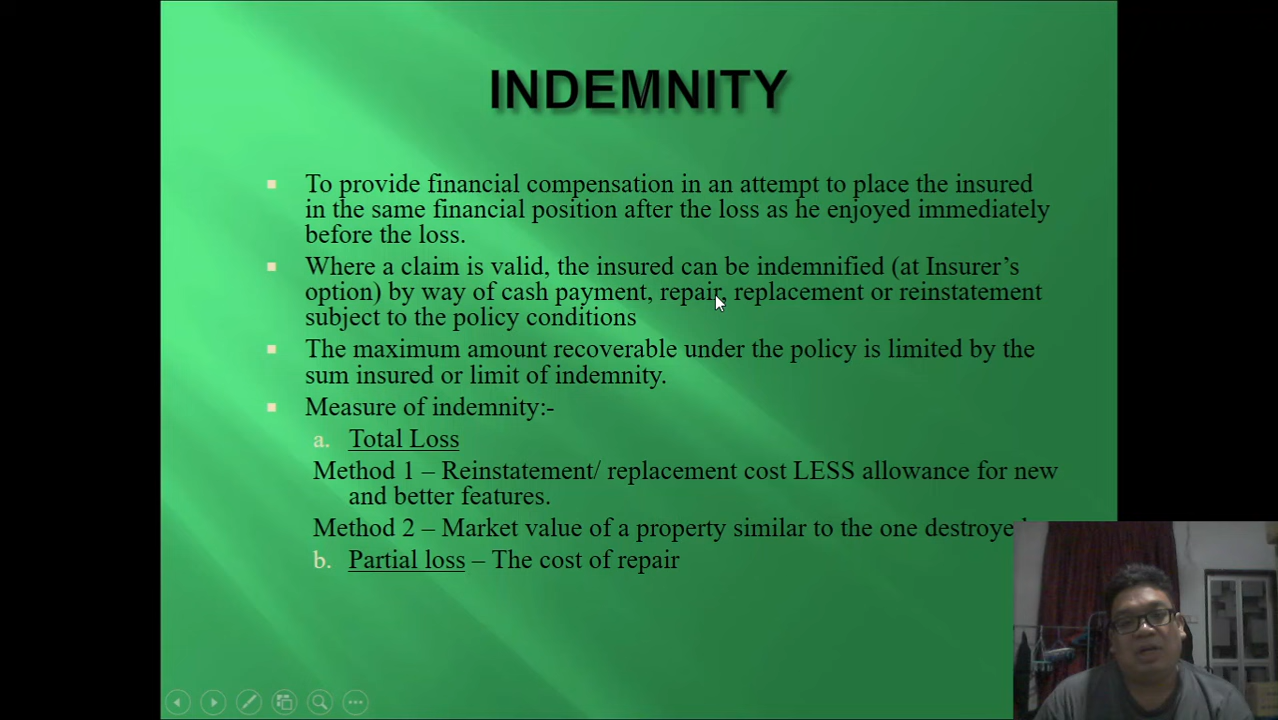 INDEMNITY
To provide financial compensation in an attempt to place the insured
in the same financial position after the loss as he enjoyed immediately
before the loss.
Where a claim is valid, the insured can be indemnified (at Insurer’s
option) by way of cash payment, repair, replacement or reinstatement
subject to the policy conditions
The maximum amount recoverable under the policy is limited by the
sum insured or limit of indemnity.
Measure of indemnity:-
a. Total Loss
Method 1 – Reinstatement/ replacement cost LESS allowance for new
and better features.
Method 2 – Market value of a property similar to the one destroyed
b. Partial loss – The cost of repair